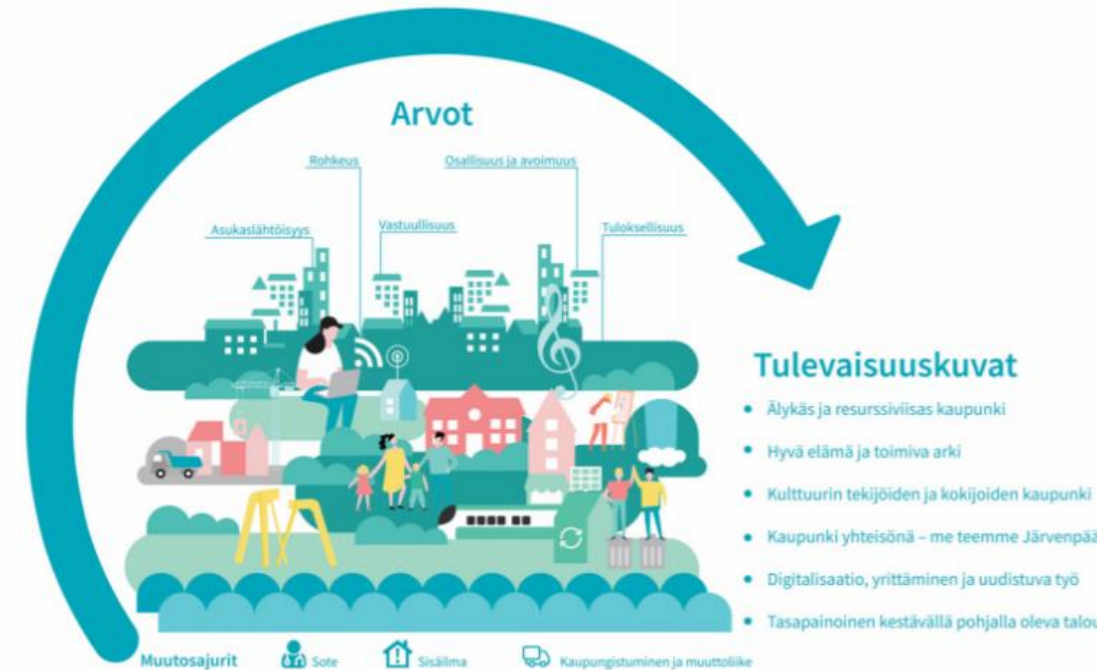 Arvot
Rohkeus
Osallisuus ja avoimuus
Asukaslähtöisyys
Vastuullisuus
Tuloksellisuus
Tulevaisuuskuvat
• Älykäs ja resurssiviisas kaupunki
• Hyvä elämä ja toimiva arki
• Kulttuurin tekijöiden ja kokijoiden kaupunki
• Kaupunki yhteisönä – me teemme Järvenpää
• Digitalisaatio, yrittäminen ja uudistuva työ
• Tasapainoinen kestävällä pohjalla oleva talou
Muutosajurit
Sote
Sisäilma
Kaupungistuminen ja muuttoliike